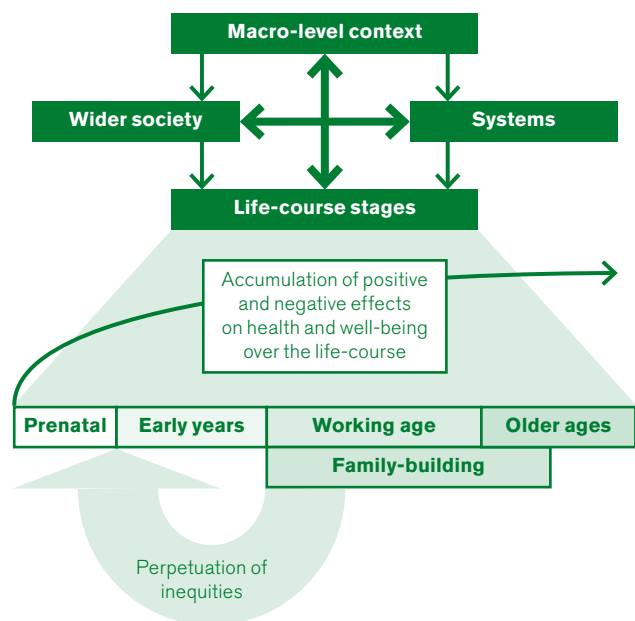 Macro-level context
Wider society
Systems
Life-course stages
Accumulation of positive
and negative effects
on health and well-being
over the life-course
Prenatal
Early years
Working age
Older ages
Family-building
Perpetuation of
inequities